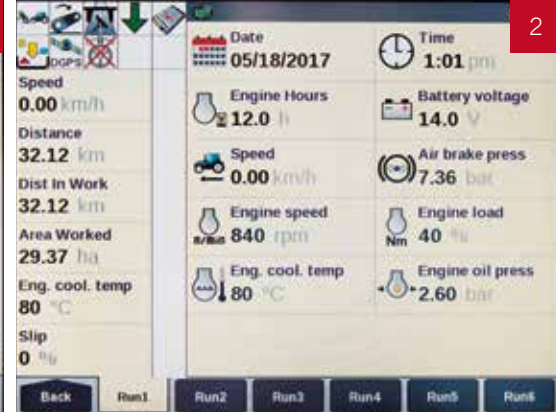 2
DGPS
Speed
0.00 km/h
Distance
32.12 km
Dist In Work
32.12 km
Area Worked
29.37 ha
Eng. cool. temp
80 °C
Slip
0 %
Date
05/18/2017
Time
1:01 pm
Engine Hours
12.0 h
Battery voltage
14.0 V
Speed
0.00 km/h
Air brake press
7.36 bar
Engine speed
840 rpm
Engine load
Nm
40 %
Eng. cool. temp
80 °C
Engine oil press
2.60 bar
Back Run1 Run2 Run3 Run4 Run5 Run6